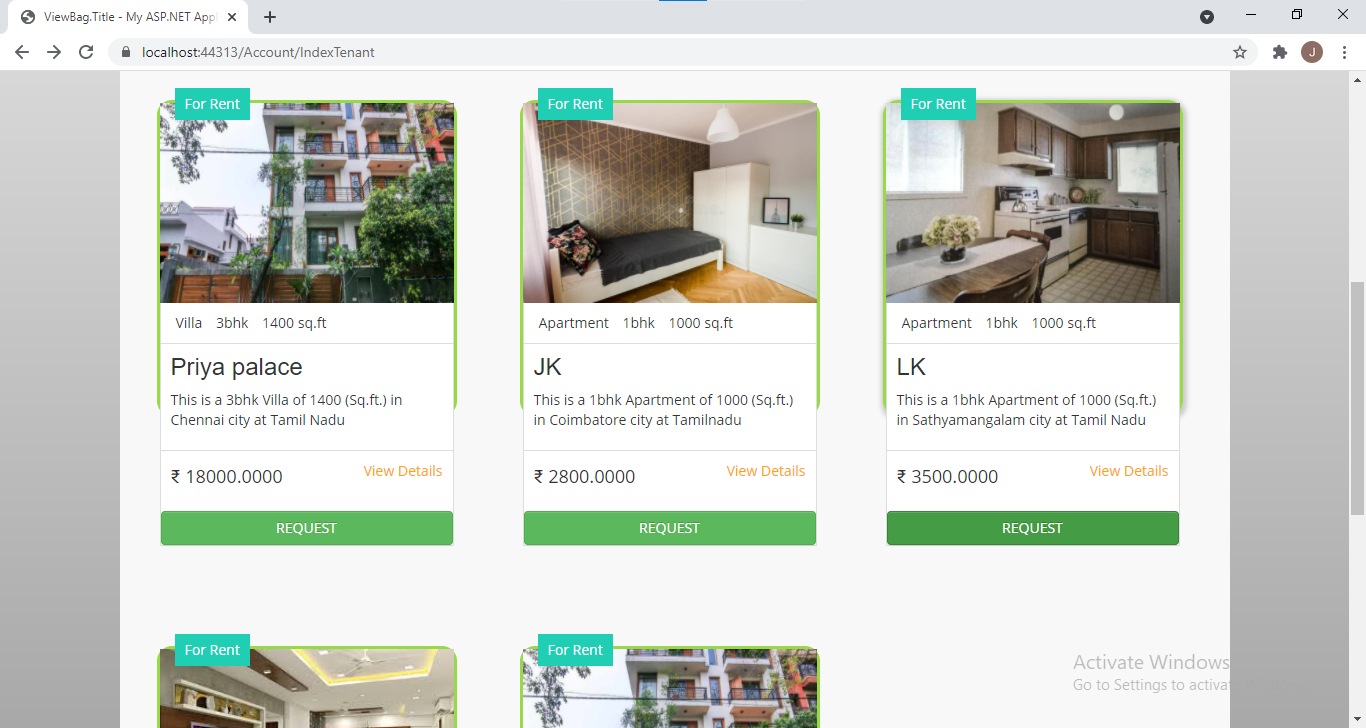 ViewBag.Title - My ASP.NET Appl
localhost:44313/Account/IndexTenant
J
For Rent
For Rent
For Rent
Villa 3bhk 1400 sq.ft
Apartment 1bhk 1000 sq.ft
Apartment 1bhk 1000 sq.ft
Priya palace
JK
LK
This is a 3bhk Villa of 1400 (Sq.ft.) in
Chennai city at Tamil Nadu
This is a 1bhk Apartment of 1000 (Sq.ft.)
in Coimbatore city at Tamilnadu
This is a 1bhk Apartment of 1000 (Sq.ft.)
in Sathyamangalam city at Tamil Nadu
₹ 18000.0000 View Details
₹ 2800.0000 View Details
₹ 3500.0000 View Details
REQUEST
REQUEST
REQUEST
For Rent
For Rent
Activate Windows
Go to Settings to activate